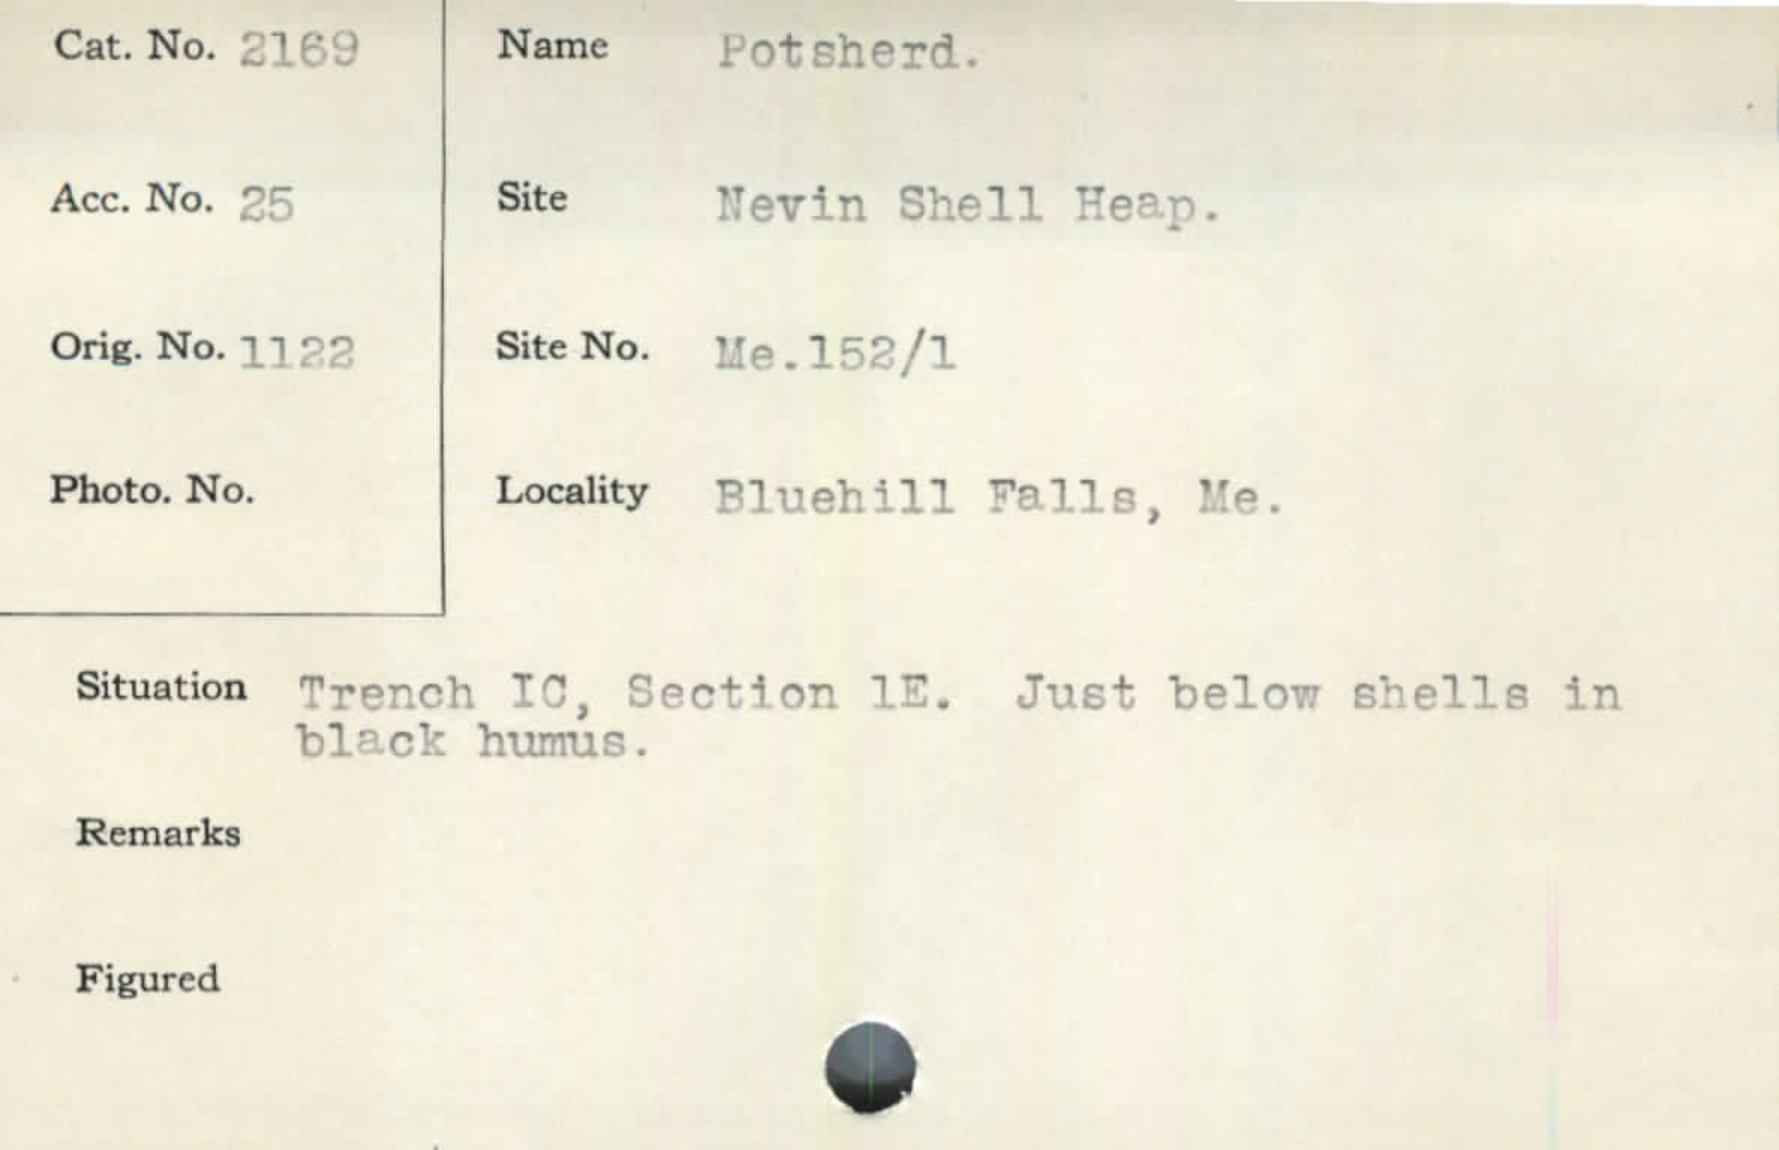 Cat. No. 2169
Name Potsherd.
Acc. No. 25
Site Nevin Shell Heap.
Orig. No. 1122
Site No. Me.152/1
Photo. No.
Locality Bluehill Falls, Me.
Situation Trench IC, Section 1E. Just below shells in
black humus.
Remarks
Figured